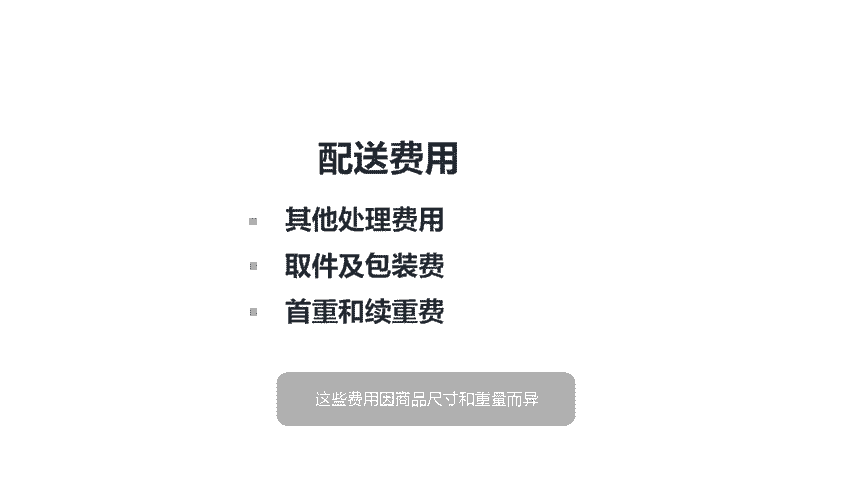 配送费用
其他处理费用
取件及包装费
首重和续重费
这些费用因商品尺寸和重量而异